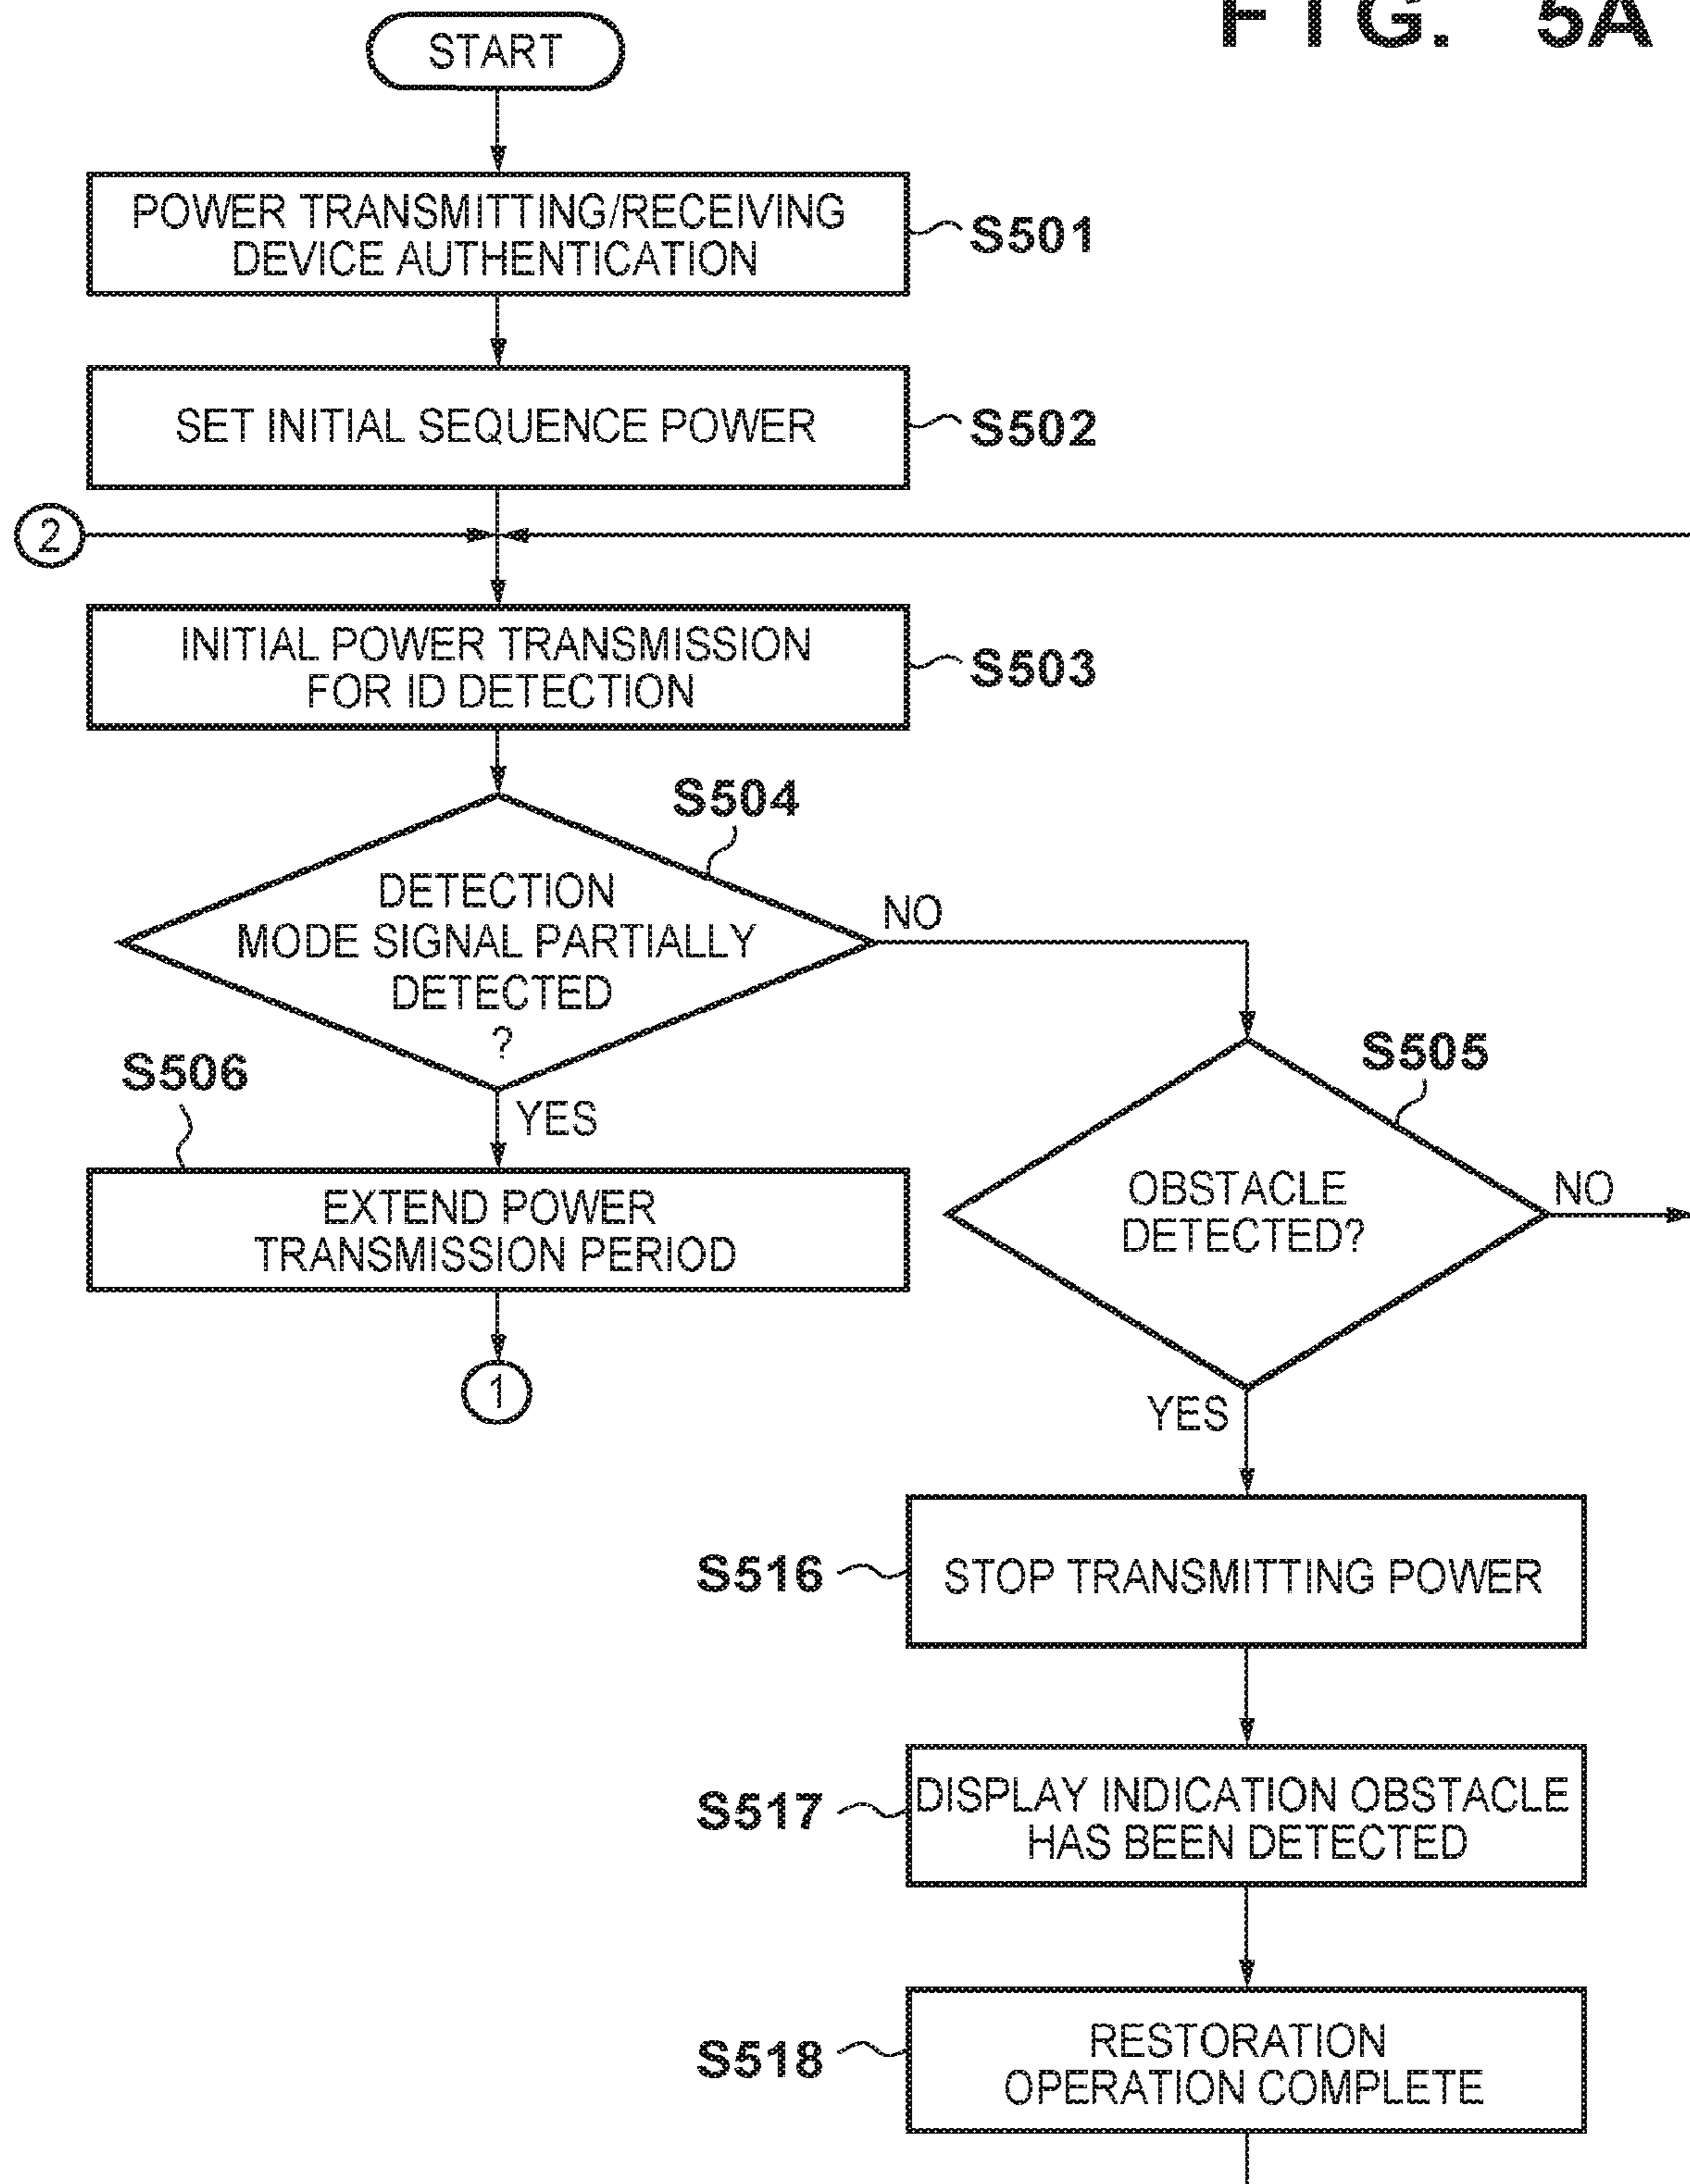 FIG. 5A
START
POWER TRANSMITTING/RECEIVING
DEVICE AUTHENTICATION
S501
SET INITIAL SEQUENCE POWER
S502
2
INITIAL POWER TRANSMISSION
FOR ID DETECTION
S503
S504
DETECTION
MODE SIGNAL PARTIALLY
DETECTED
?
NO
YES
S506
EXTEND POWER
TRANSMISSION PERIOD
1
S505
OBSTACLE
DETECTED?
NO
YES
S516
STOP TRANSMITTING POWER
S517
DISPLAY INDICATION OBSTACLE
HAS BEEN DETECTED
S518
RESTORATION
OPERATION COMPLETE